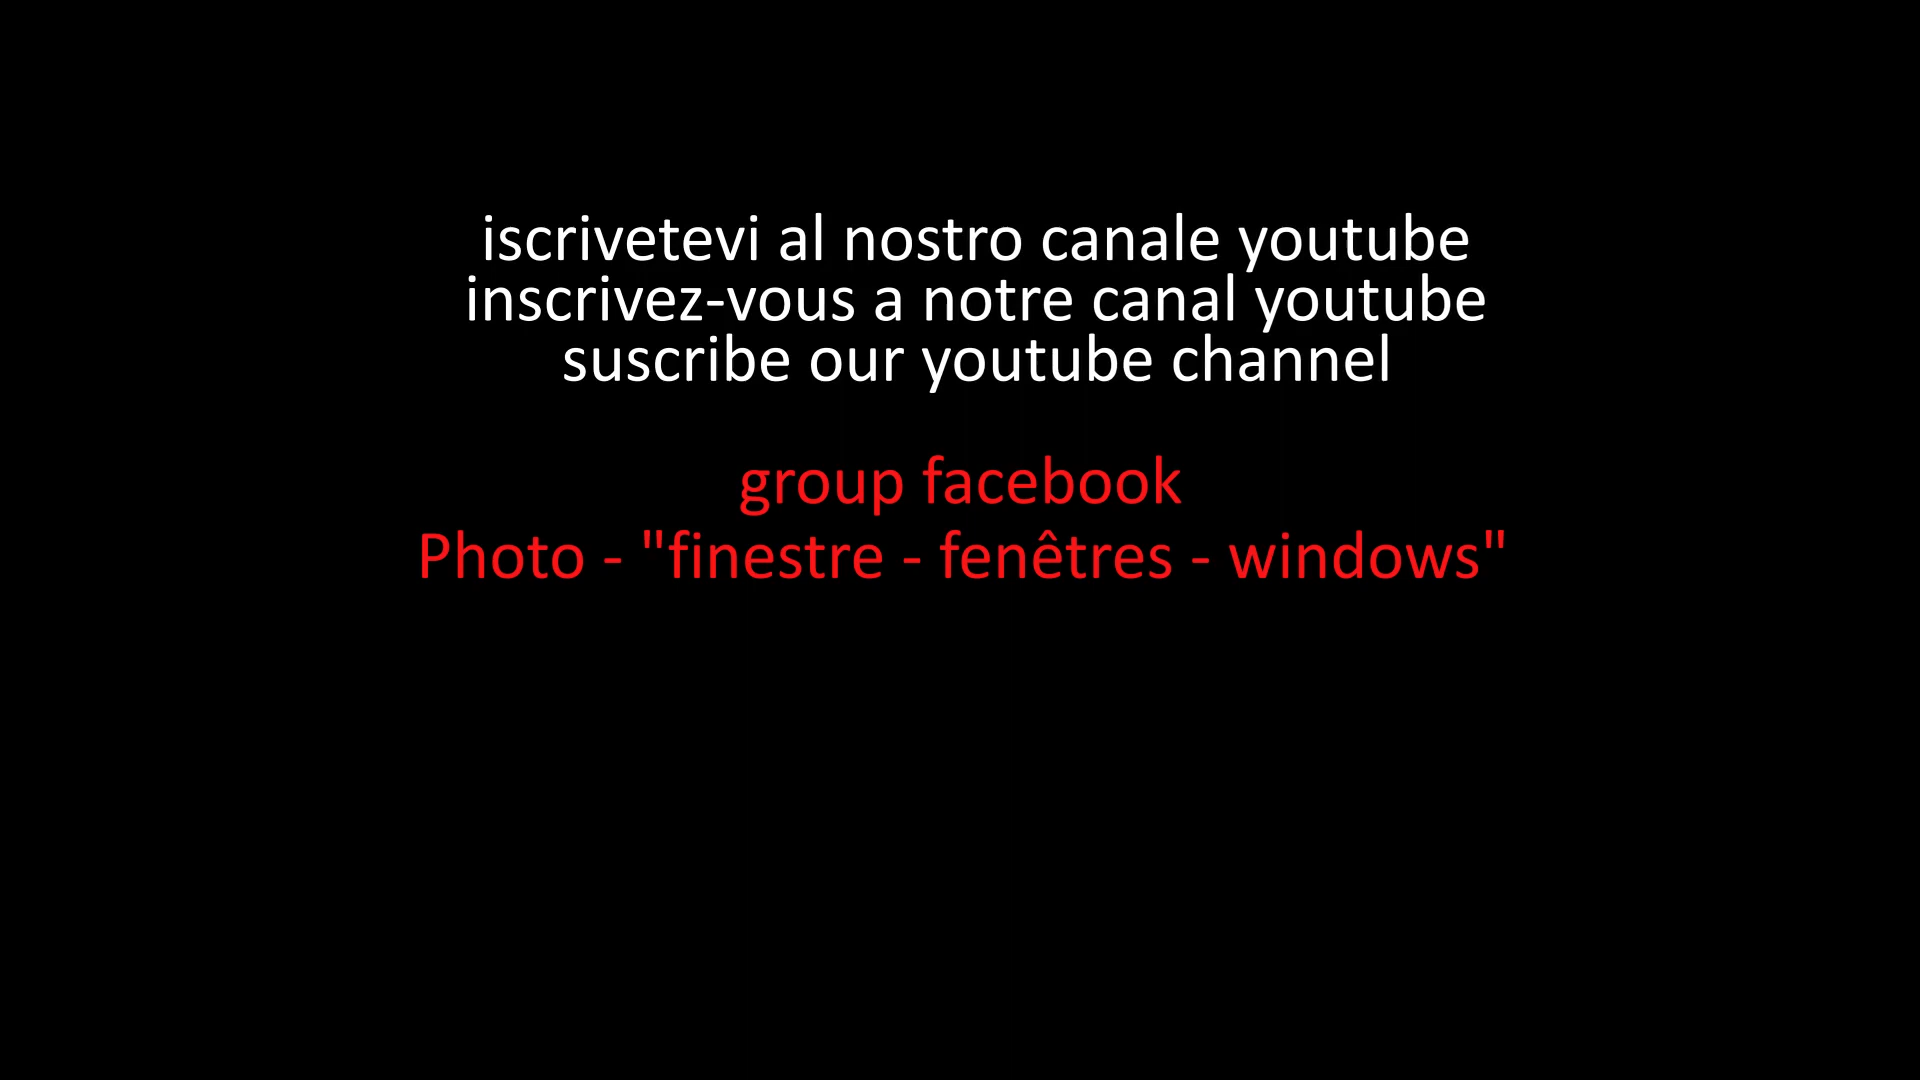 iscrivetevi al nostro canale youtube
inscrivez-vous a notre canal youtube
suscribe our youtube channel
group facebook
Photo - "finestre - fenêtres - windows"